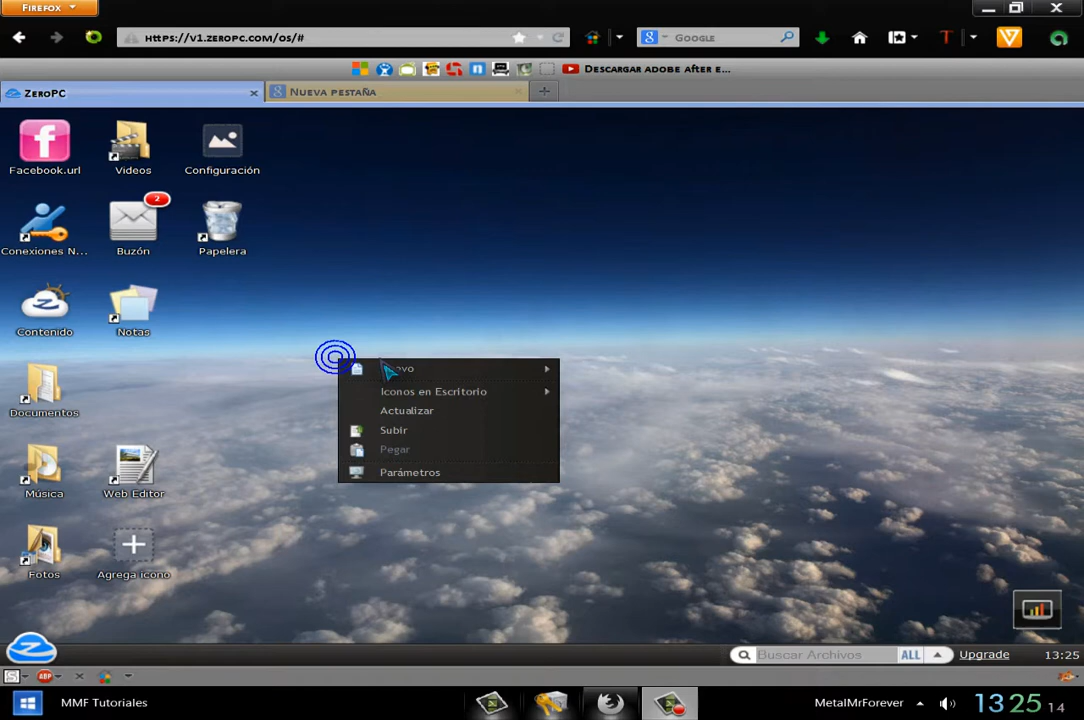 Firefox
https://v1.zeropc.com/os/#
Google
Descargar adobe after e...
ZeroPC
Nueva pestaña
Facebook.url
Videos
Configuración
2
Conexiones N...
Buzón
Papelera
Contenido
Notas
Documentos
Música
Web Editor
Fotos
Agrega icono
Iconos en Escritorio
Actualizar
Subir
Pegar
Parámetros
Buscar Archivos
ALL
Upgrade
13:25
MMF Tutoriales
MetalMrForever
13 25 14